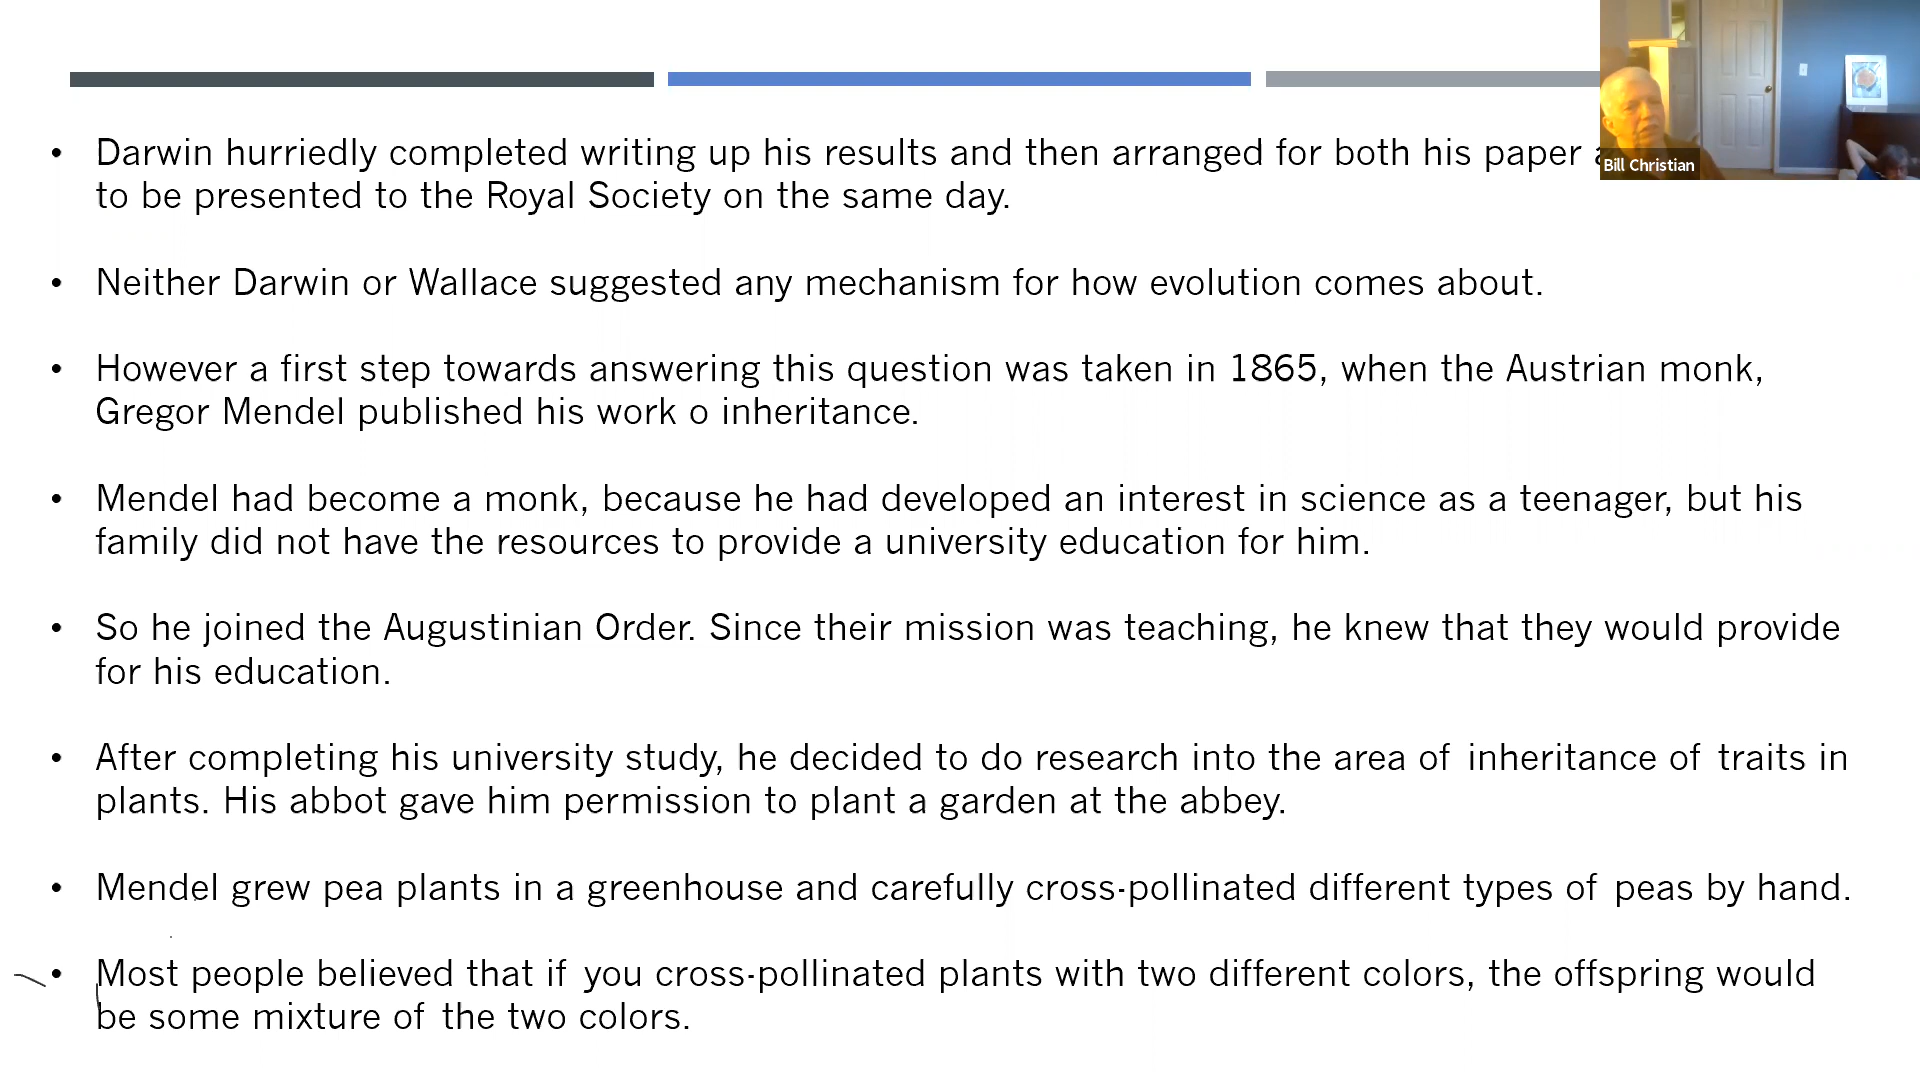 • Darwin hurriedly completed writing up his results and then arranged for both his paper
to be presented to the Royal Society on the same day.
• Neither Darwin or Wallace suggested any mechanism for how evolution comes about.
• However a first step towards answering this question was taken in 1865, when the Austrian monk,
Gregor Mendel published his work o inheritance.
• Mendel had become a monk, because he had developed an interest in science as a teenager, but his
family did not have the resources to provide a university education for him.
• So he joined the Augustinian Order. Since their mission was teaching, he knew that they would provide
for his education.
• After completing his university study, he decided to do research into the area of inheritance of traits in
plants. His abbot gave him permission to plant a garden at the abbey.
• Mendel grew pea plants in a greenhouse and carefully cross-pollinated different types of peas by hand.
• Most people believed that if you cross-pollinated plants with two different colors, the offspring would
be some mixture of the two colors.
Bill Christian